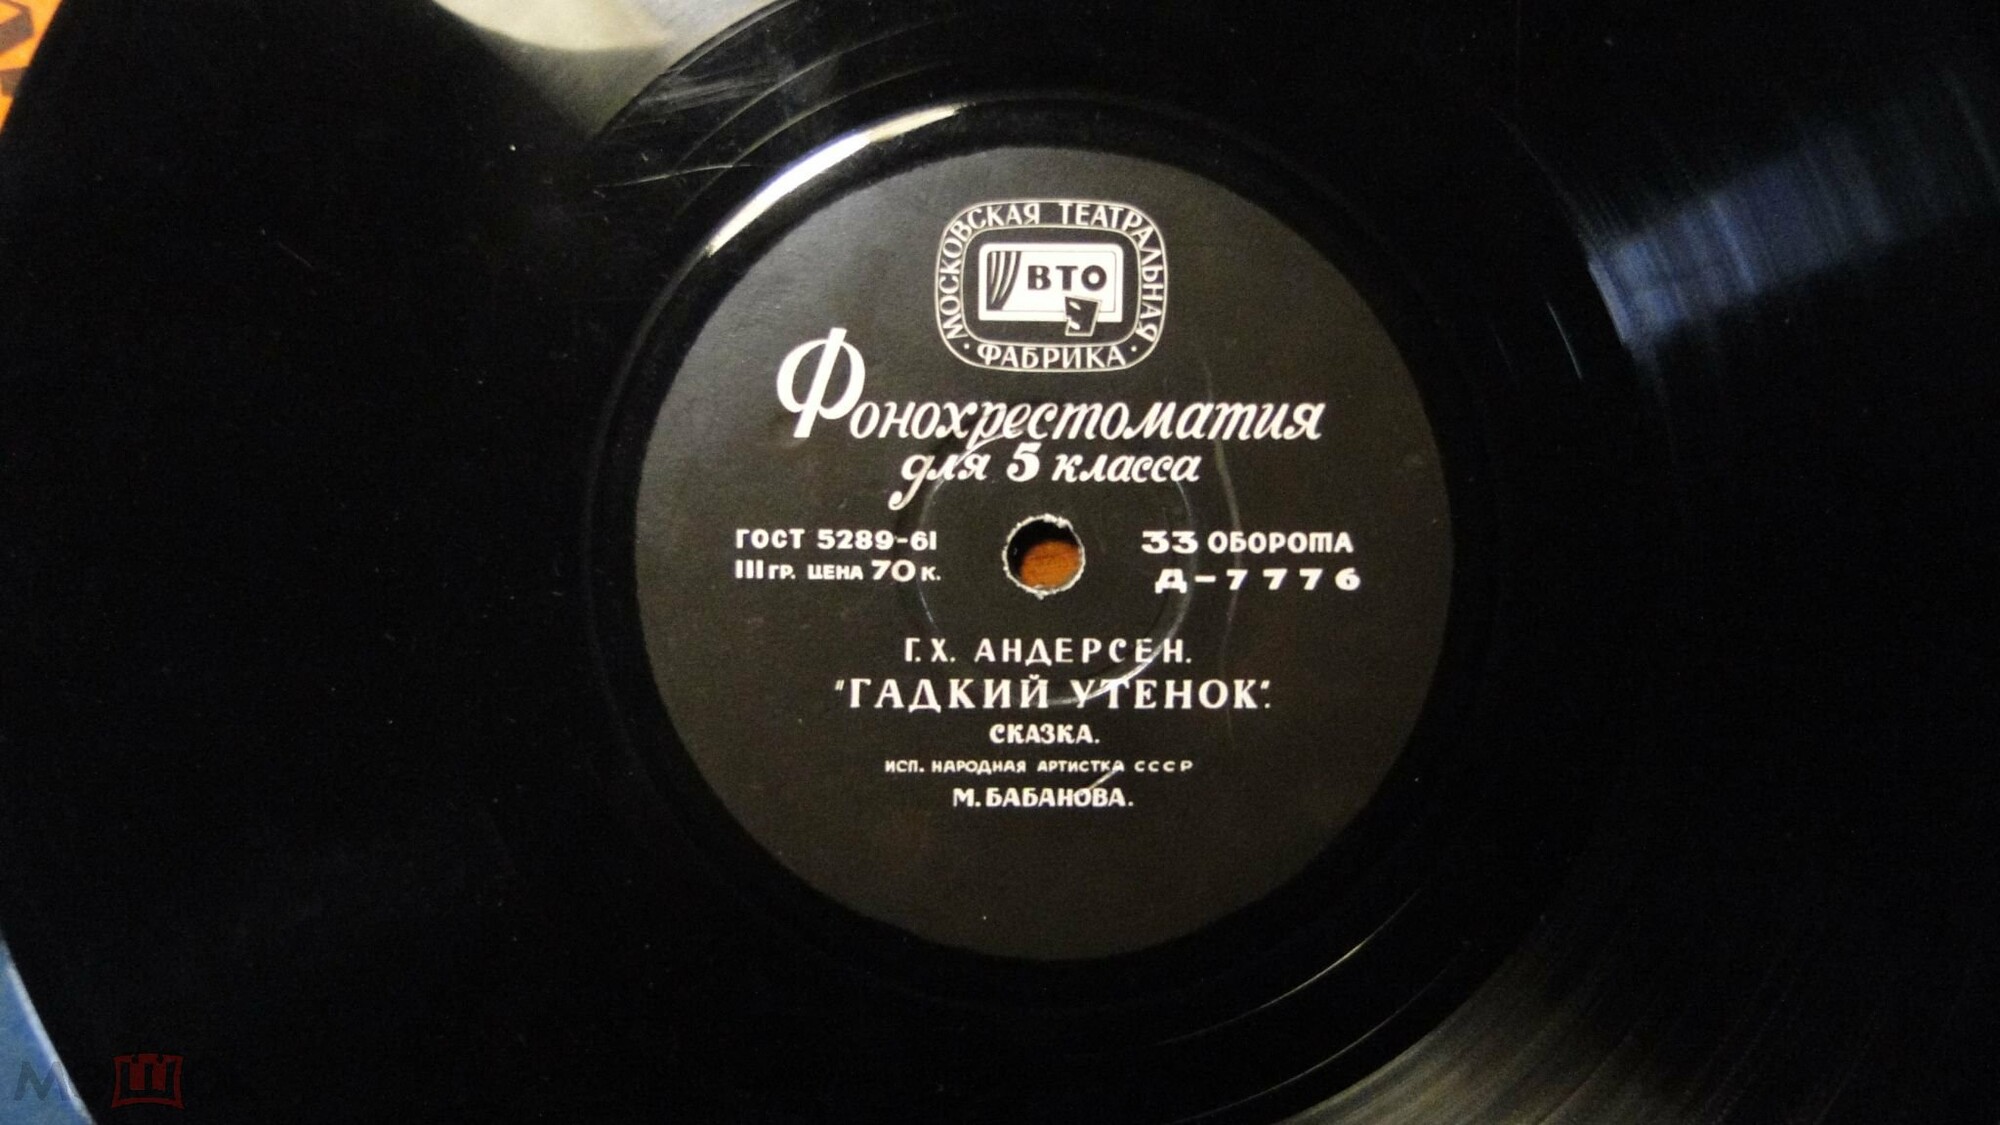 МОСКОВСКАЯ ТЕАТРАЛЬНАЯ
ВТО
· ФАБРИКА ·
Фонохрестоматия
для 5 класса
ГОСТ 5289-61
III ГР. ЦЕНА 70 К.
33 ОБОРОТА
Д-7776
Г. Х. АНДЕРСЕН.
"ГАДКИЙ УТЕНОК".
СКАЗКА.
ИСП. НАРОДНАЯ АРТИСТКА СССР
М. БАБАНОВА.